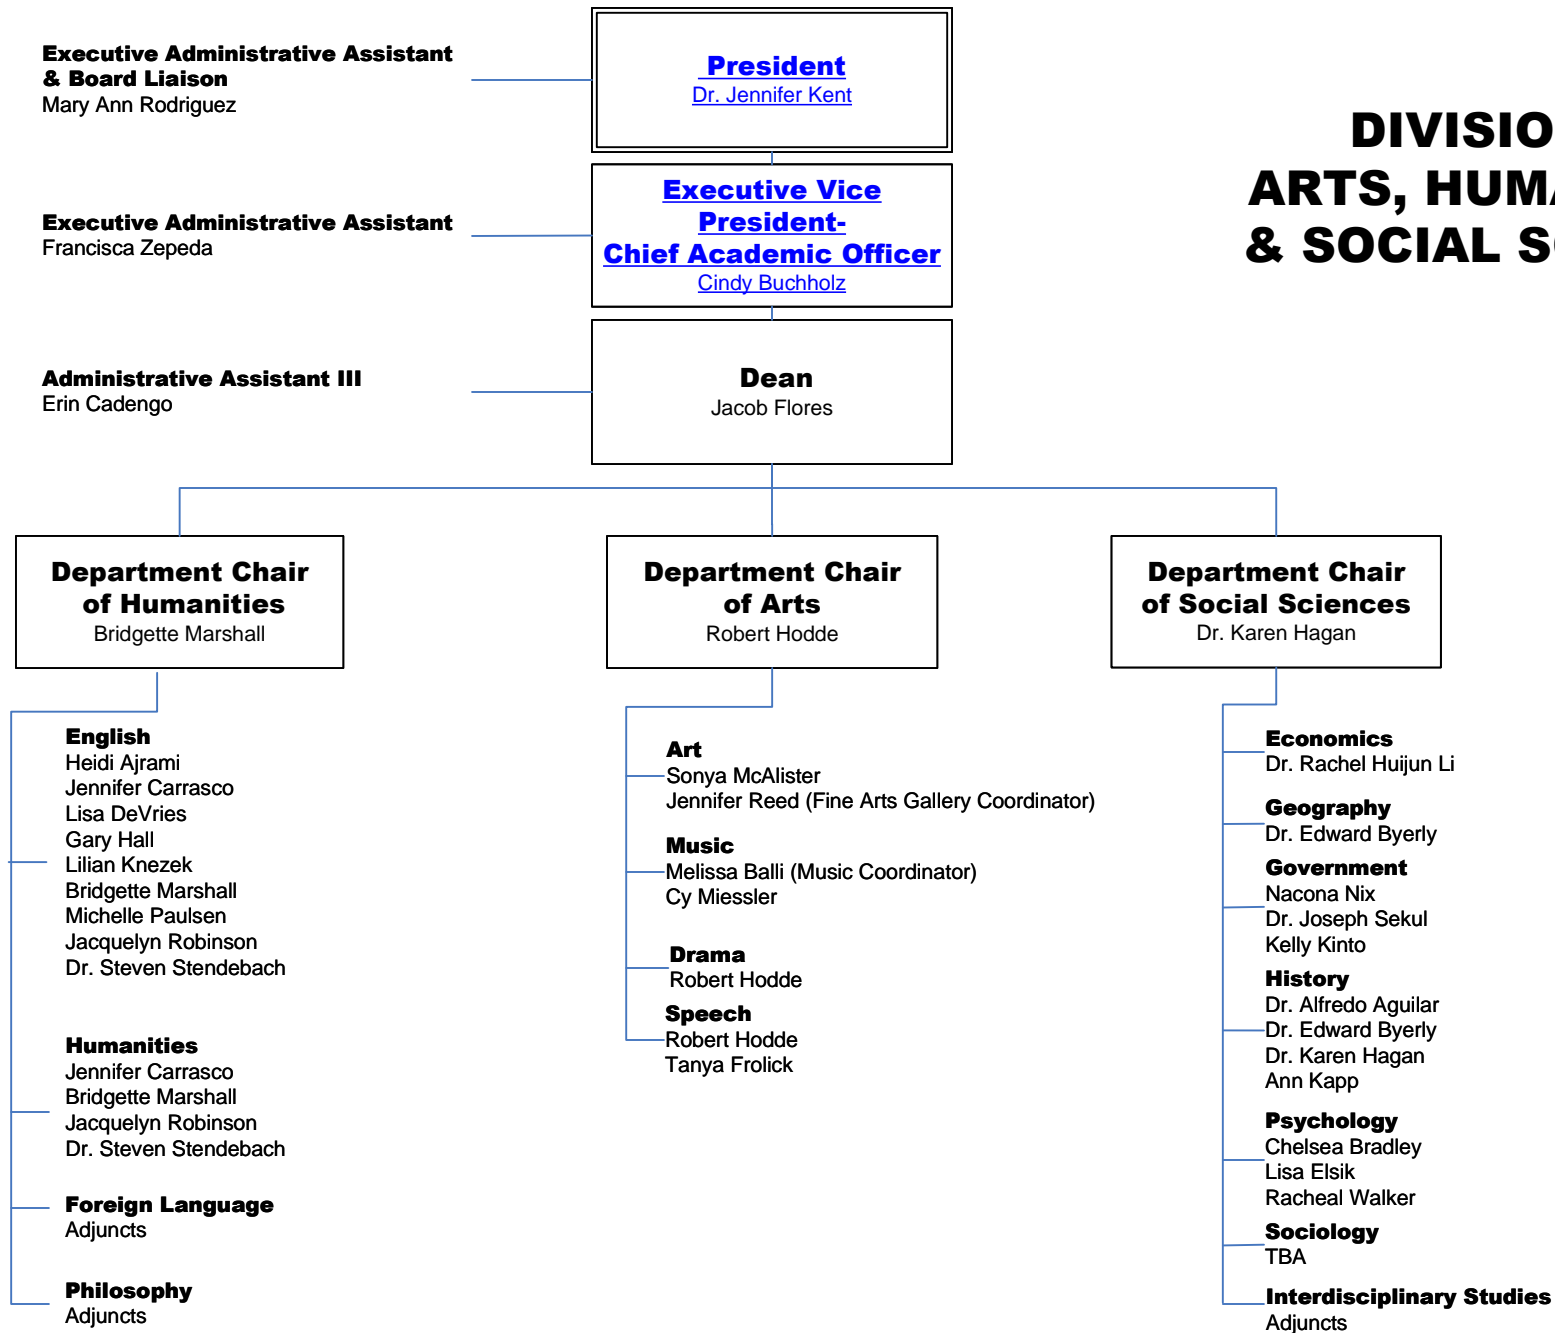 Executive Administrative Assistant
& Board Liaison
Mary Ann Rodriguez
President
Dr. Jennifer Kent
DIVISIO
ARTS, HUMA
& SOCIAL S
Executive Administrative Assistant
Francisca Zepeda
Executive Vice
President-
Chief Academic Officer
Cindy Buchholz
Administrative Assistant III
Erin Cadengo
Dean
Jacob Flores
Department Chair
of Humanities
Bridgette Marshall
Department Chair
of Arts
Robert Hodde
Department Chair
of Social Sciences
Dr. Karen Hagan
English
Heidi Ajrami
Jennifer Carrasco
Lisa DeVries
Gary Hall
Lilian Knezek
Bridgette Marshall
Michelle Paulsen
Jacquelyn Robinson
Dr. Steven Stendebach
Humanities
Jennifer Carrasco
Bridgette Marshall
Jacquelyn Robinson
Dr. Steven Stendebach
Foreign Language
Adjuncts
Philosophy
Adjuncts
Art
Sonya McAlister
Jennifer Reed (Fine Arts Gallery Coordinator)
Music
Melissa Balli (Music Coordinator)
Cy Miessler
Drama
Robert Hodde
Speech
Robert Hodde
Tanya Frolick
Economics
Dr. Rachel Huijun Li
Geography
Dr. Edward Byerly
Government
Nacona Nix
Dr. Joseph Sekul
Kelly Kinto
History
Dr. Alfredo Aguilar
Dr. Edward Byerly
Dr. Karen Hagan
Ann Kapp
Psychology
Chelsea Bradley
Lisa Elsik
Racheal Walker
Sociology
TBA
Interdisciplinary Studies
Adjuncts